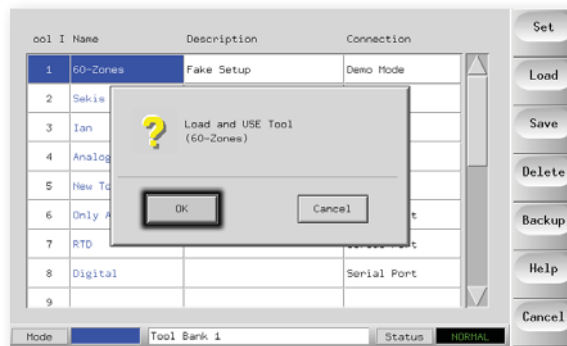 ool I Name Description Connection
Set
1 60-Zones Fake Setup Demo Mode
Load
2 Sekis
Load and USE Tool
(60-Zones)
3 Ian
Save
4 Analog
Delete
5 New To
OK Cancel
6 Only A t
Backup
7 RTD
8 Digital Serial Port
Help
9
Cancel
Mode Tool Bank 1 Status NORMAL